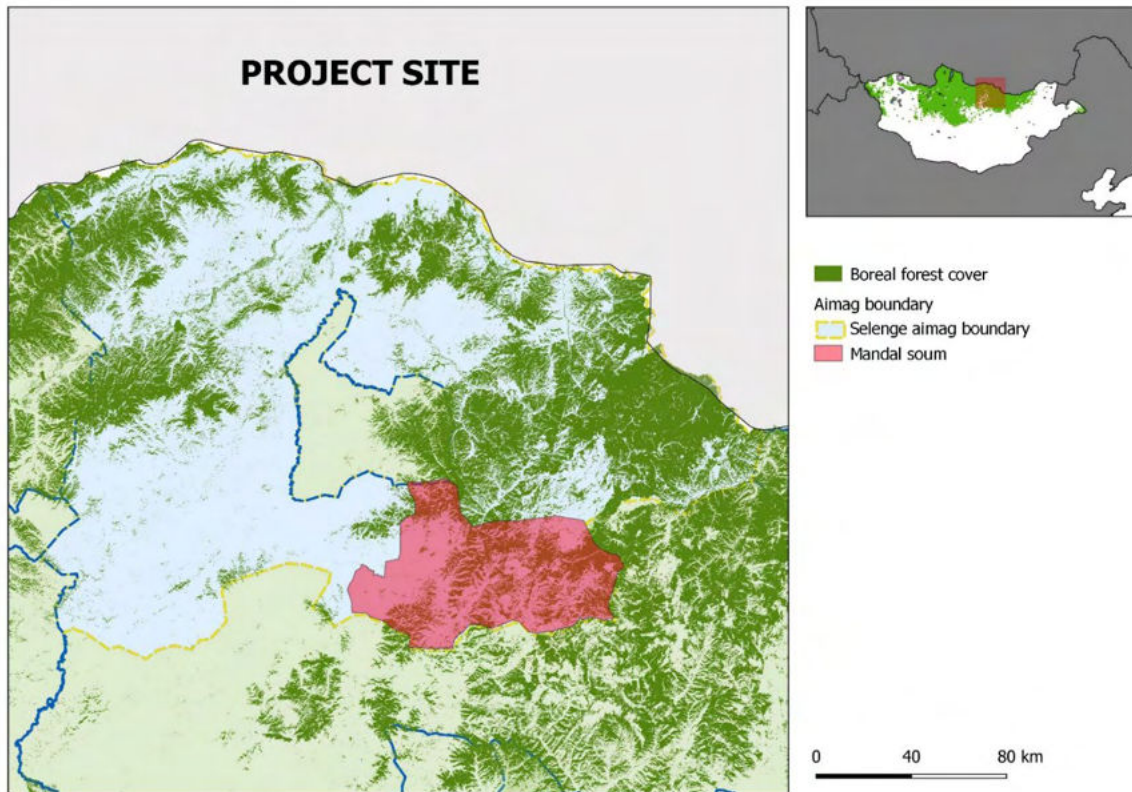 PROJECT SITE
Boreal forest cover
Aimag boundary
Selenge aimag boundary
Mandal soum
0 40 80 km